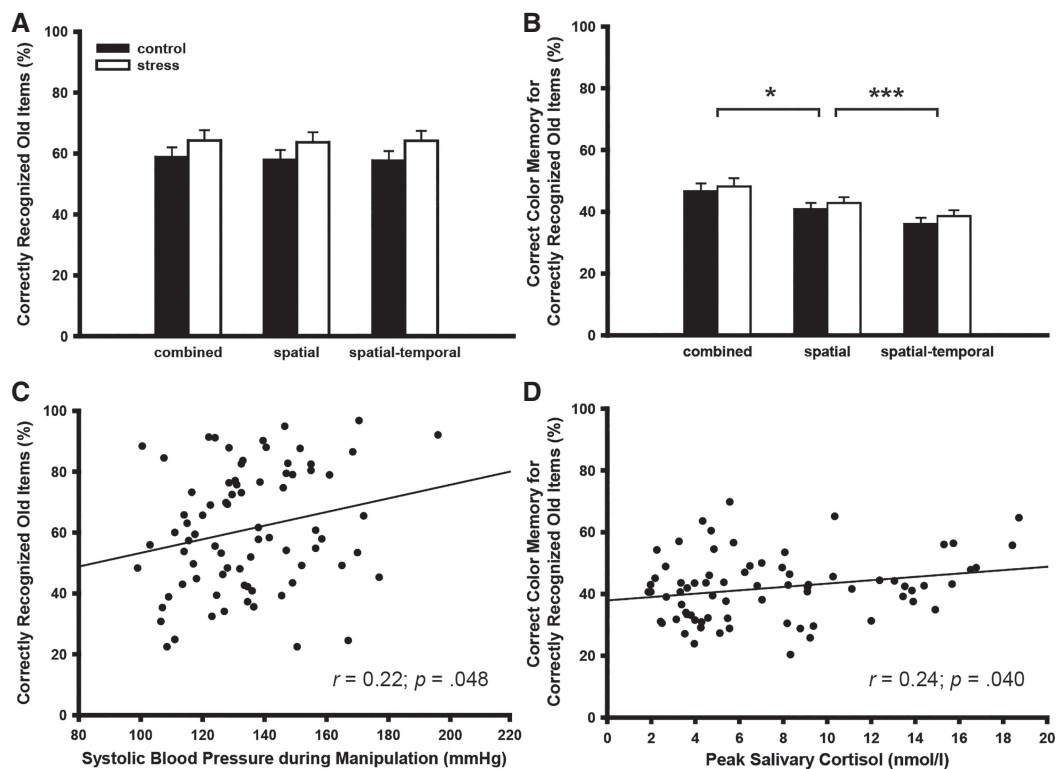 A
Correctly Recognized Old Items (%)
100
80
60
40
20
0
control
stress
combined
spatial
spatial-temporal
B
Correct Color Memory for
Correctly Recognized Old Items (%)
100
80
60
40
20
0
*
***
combined
spatial
spatial-temporal
C
Correctly Recognized Old Items (%)
100
80
60
40
20
0
r = 0.22; p = .048
80 100 120 140 160 180 200 220
Systolic Blood Pressure during Manipulation (mmHg)
D
Correct Color Memory for
Correctly Recognized Old Items (%)
100
80
60
40
20
0
r = 0.24; p = .040
0 2 4 6 8 10 12 14 16 18 20
Peak Salivary Cortisol (nmol/l)